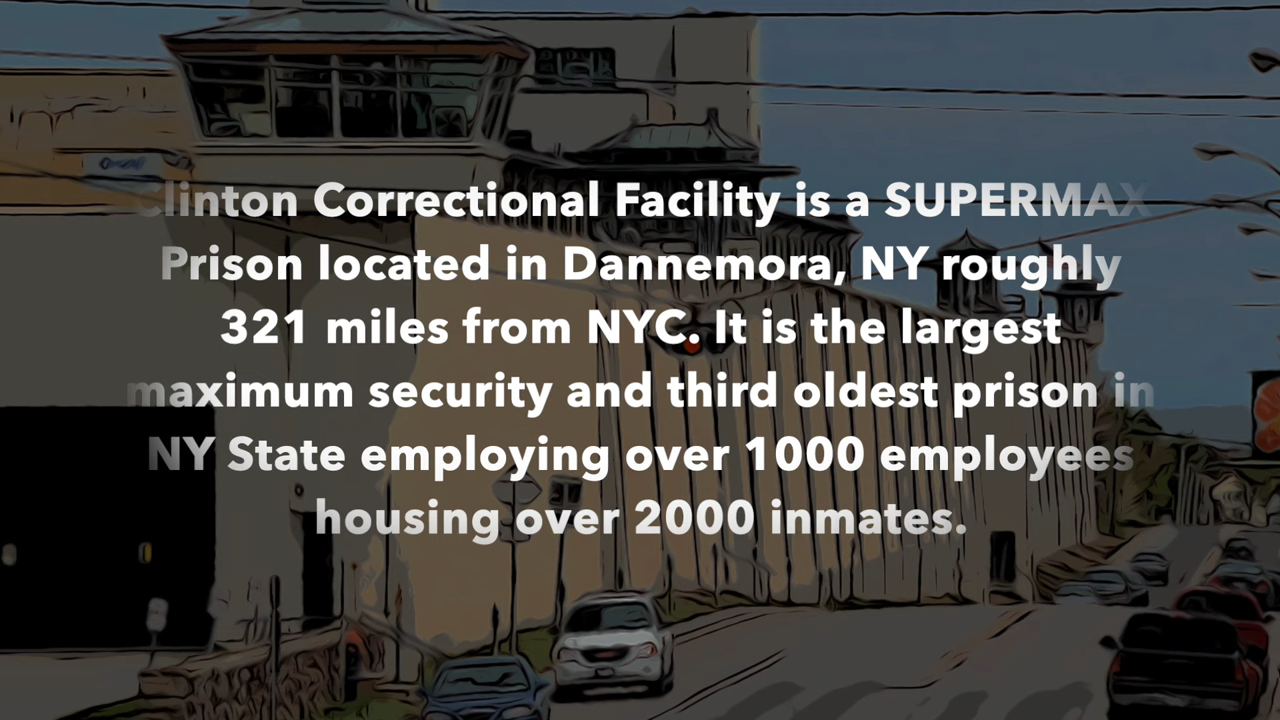 Clinton Correctional Facility is a SUPERMAX
Prison located in Dannemora, NY roughly
321 miles from NYC. It is the largest
maximum security and third oldest prison in
NY State employing over 1000 employees
housing over 2000 inmates.